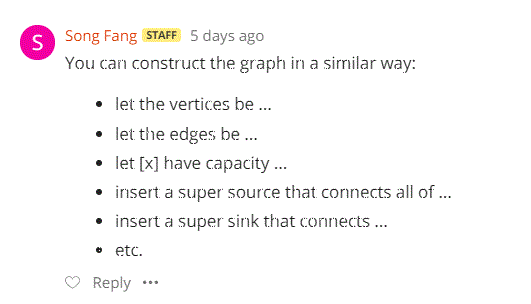 S Song Fang STAFF 5 days ago
You can construct the graph in a similar way:
• let the vertices be ...
• let the edges be ...
• let [x] have capacity ...
• insert a super source that connects all of ...
• insert a super sink that connects ...
• etc.
Reply ...